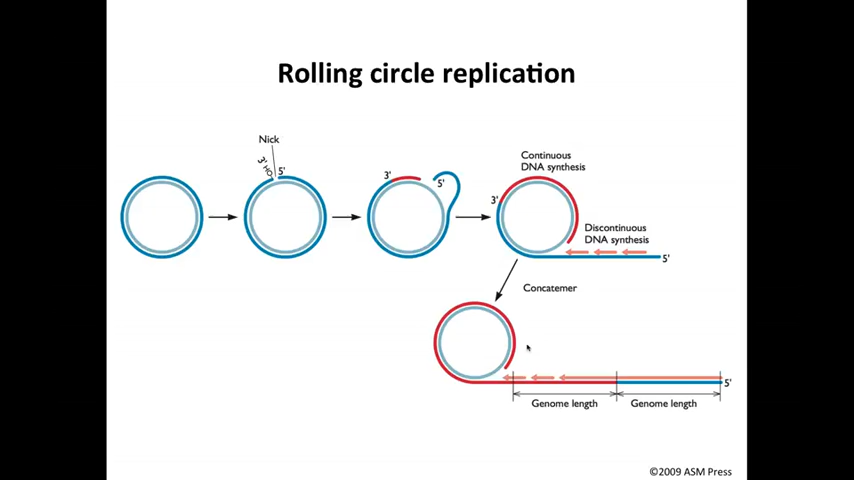 Rolling circle replication
Nick
3' HO
5'
3'
5'
Continuous
DNA synthesis
3'
Discontinuous
DNA synthesis
5'
Concatemer
5'
Genome length
Genome length
©2009 ASM Press